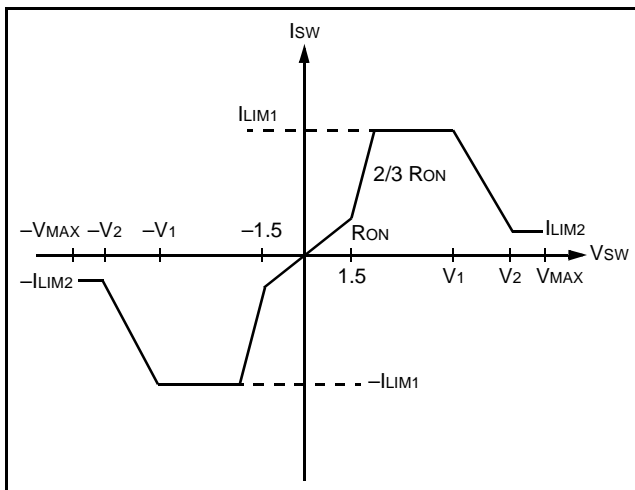 ISW
ILIM1
2/3 RON
–VMAX –V2 –V1 –1.5 RON ILIM2
VSW
–ILIM2 1.5 V1 V2 VMAX
–ILIM1